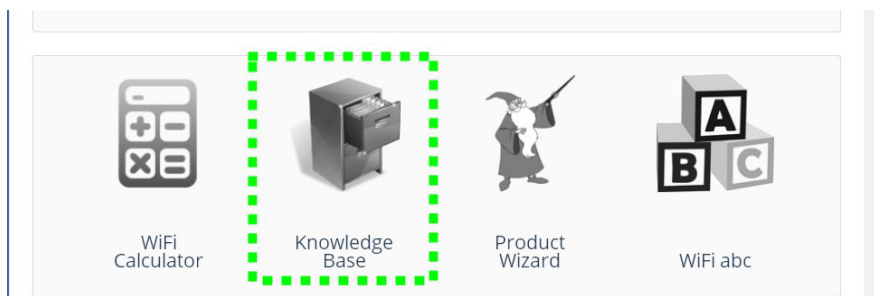 A
B
C
WiFi
Calculator
Knowledge
Base
Product
Wizard
WiFi abc